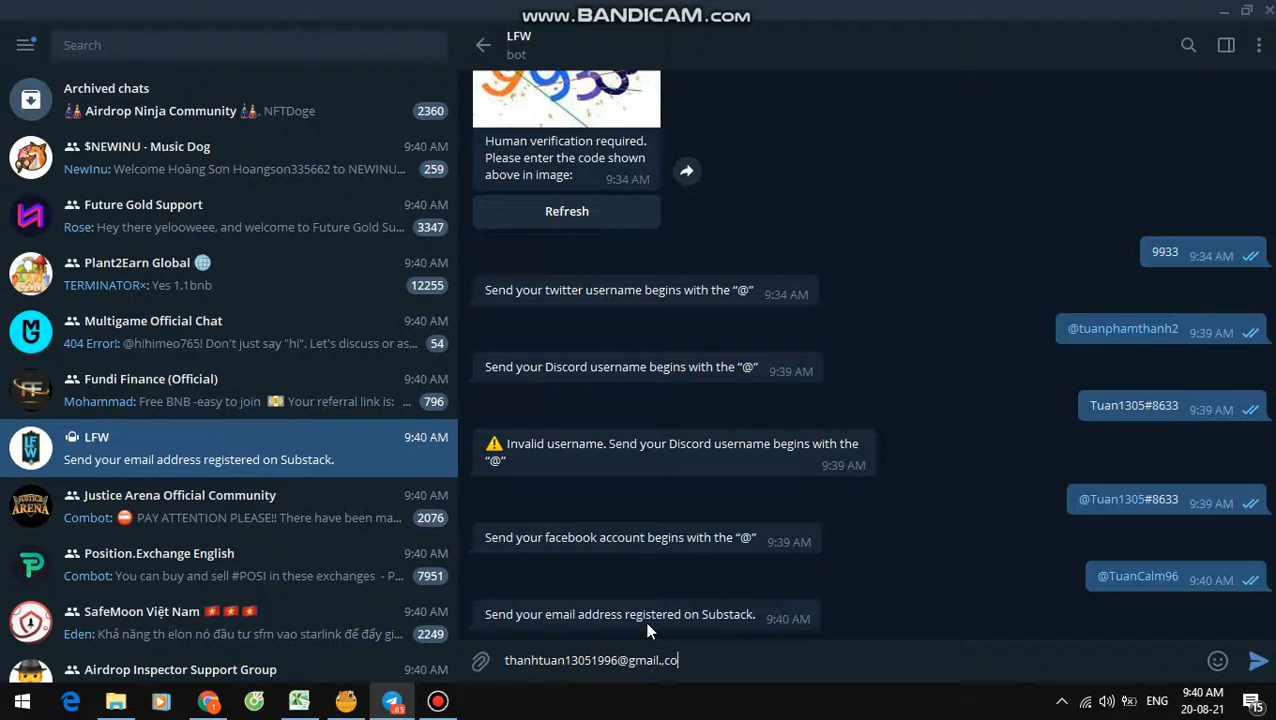 www.BANDICAM.com
Search
LFW
bot
Archived chats
Airdrop Ninja Community, NFTDoge
2360
$NEWINU - Music Dog
9:40 AM
NewInu: Welcome Hoàng Sơn Hoangson335662 to NEWINU...
259
Future Gold Support
9:40 AM
Rose: Hey there yelooweee, and welcome to Future Gold Su...
3347
Plant2Earn Global
9:40 AM
TERMINATOR×: Yes 1.1bnb
12255
Multigame Official Chat
9:40 AM
404 Error!: @hihimeo765! Don't just say "hi". Let's discuss or as...
54
Fundi Finance (Official)
9:40 AM
Mohammad: Free BNB -easy to join Your referral link is: ...
796
LFW
9:40 AM
Send your email address registered on Substack.
Justice Arena Official Community
9:40 AM
Combot: PAY ATTENTION PLEASE!! There have been ma...
2076
Position.Exchange English
9:40 AM
Combot: You can buy and sell #POSI in these exchanges - P...
7951
SafeMoon Việt Nam
9:40 AM
Eden: Khả năng th elon nó đầu tư sfm vao starlink để đấy gi...
2249
Airdrop Inspector Support Group
9:40 AM
Human verification required.
Please enter the code shown
above in image:
9:34 AM
Refresh
9933
9:34 AM
Send your twitter username begins with the “@”
9:34 AM
@tuanphamthanh2
9:39 AM
Send your Discord username begins with the “@”
9:39 AM
Tuan1305#8633
9:39 AM
Invalid username. Send your Discord username begins with the
“@”
9:39 AM
@Tuan1305#8633
9:39 AM
Send your facebook account begins with the “@”
9:39 AM
@TuanCalm96
9:40 AM
Send your email address registered on Substack.
9:40 AM
thanhtuan13051996@gmail.,co
65
ENG
9:40 AM
20-08-21
15